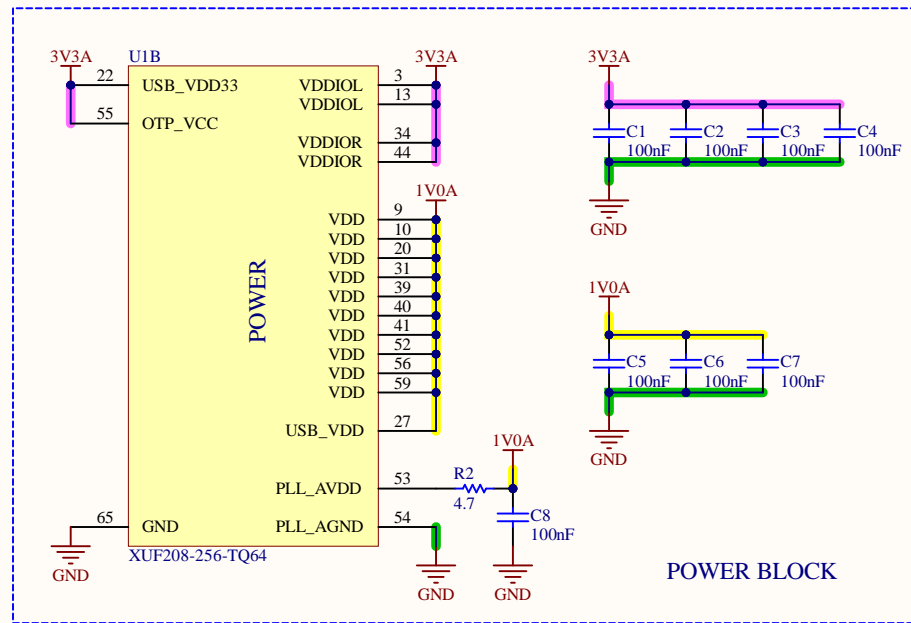 3V3A
U1B
3V3A
3V3A
22 USB_VDD33
VDDIOL 3
VDDIOL 13
55 OTP_VCC
VDDIOR 34
VDDIOR 44
C1 100nF
C2 100nF
C3 100nF
C4 100nF
GND
1V0A
VDD 9
VDD 10
VDD 20
VDD 31
VDD 39
VDD 40
VDD 41
VDD 52
VDD 56
VDD 59
USB_VDD 27
POWER
1V0A
C5 100nF
C6 100nF
C7 100nF
GND
1V0A
PLL_AVDD 53
R2
4.7
C8
100nF
65 GND
PLL_AGND 54
XUF208-256-TQ64
GND
GND
GND
POWER BLOCK